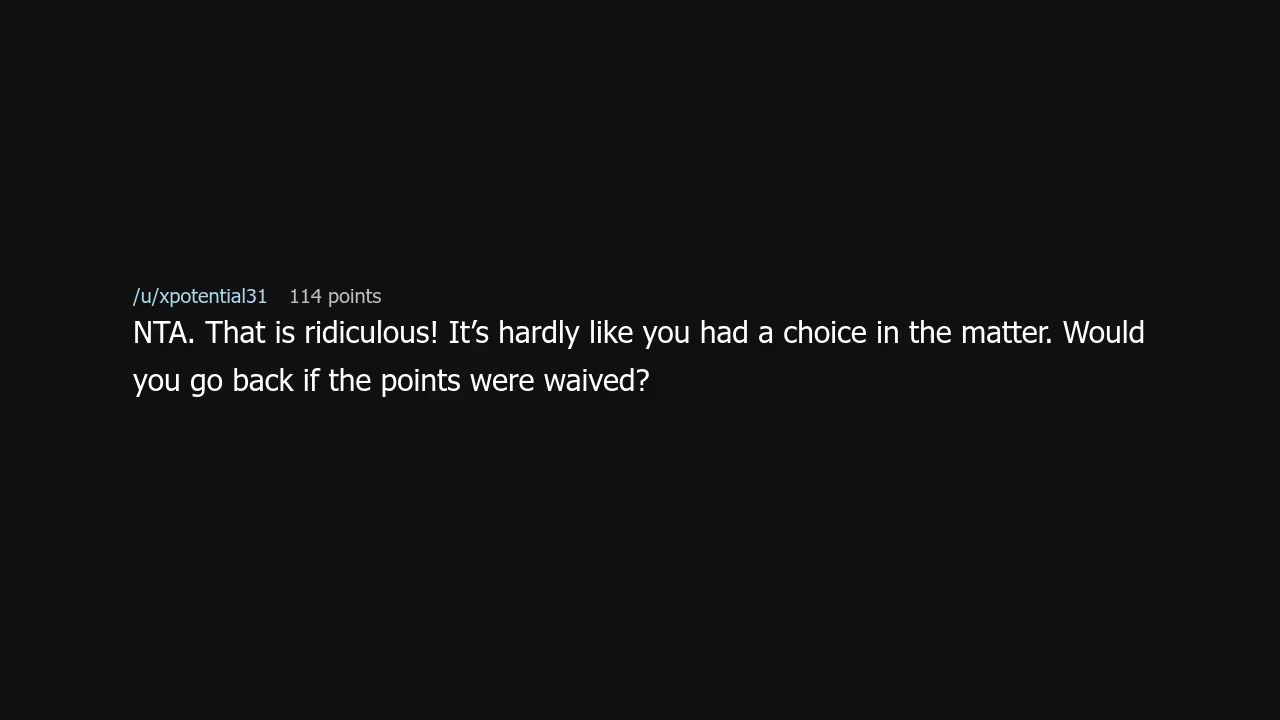 /u/xpotential31 114 points
NTA. That is ridiculous! It’s hardly like you had a choice in the matter. Would
you go back if the points were waived?